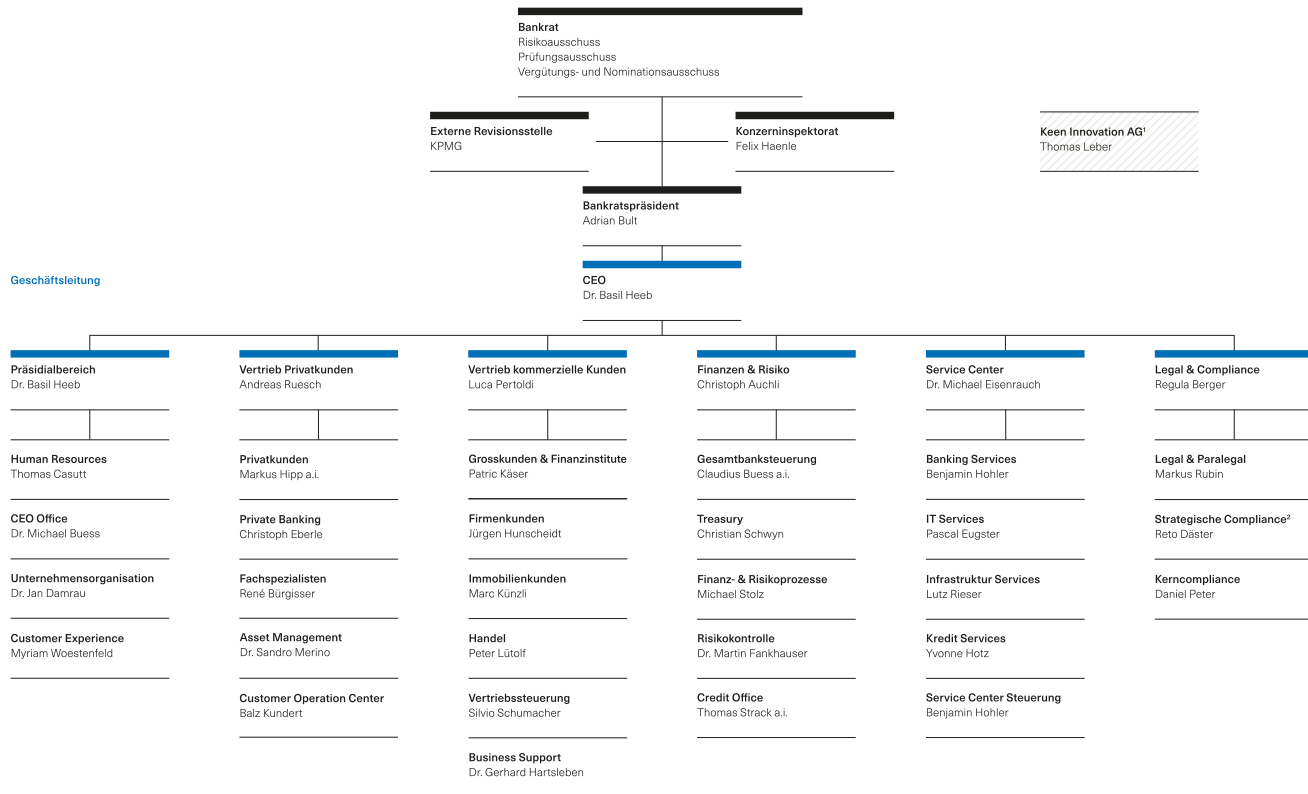 Bankrat
Risikoausschuss
Prüfungsausschuss
Vergütungs- und Nominationsausschuss
Externe Revisionsstelle
KPMG
Konzerninspektorat
Felix Haenle
Keen Innovation AG¹
Thomas Leber
Bankratspräsident
Adrian Bult
Geschäftsleitung
CEO
Dr. Basil Heeb
Präsidialbereich
Dr. Basil Heeb
Vertrieb Privatkunden
Andreas Ruesch
Vertrieb kommerzielle Kunden
Luca Pertoldi
Finanzen & Risiko
Christoph Auchli
Service Center
Dr. Michael Eisenrauch
Legal & Compliance
Regula Berger
Human Resources
Thomas Casutt
CEO Office
Dr. Michael Buess
Unternehmensorganisation
Dr. Jan Damrau
Customer Experience
Myriam Woestenfeld
Privatkunden
Markus Hipp a.i.
Private Banking
Christoph Eberle
Fachspezialisten
René Bürgisser
Asset Management
Dr. Sandro Merino
Customer Operation Center
Balz Kundert
Grosskunden & Finanzinstitute
Patric Käser
Firmenkunden
Jürgen Hunscheidt
Immobilienkunden
Marc Künzli
Handel
Peter Lütolf
Vertriebssteuerung
Silvio Schumacher
Business Support
Dr. Gerhard Hartsleben
Gesamtbanksteuerung
Claudius Buess a.i.
Treasury
Christian Schwyn
Finanz- & Risikoprozesse
Michael Stolz
Risikokontrolle
Dr. Martin Fankhauser
Credit Office
Thomas Strack a.i.
Banking Services
Benjamin Hohler
IT Services
Pascal Eugster
Infrastruktur Services
Lutz Rieser
Kredit Services
Yvonne Hotz
Service Center Steuerung
Benjamin Hohler
Legal & Paralegal
Markus Rubin
Strategische Compliance²
Reto Däster
Kerncompliance
Daniel Peter